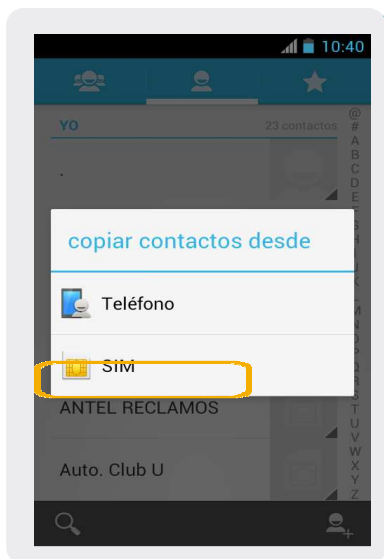 10:40
YO 23 contactos
@
#
A
B
C
D
E
F
copiar contactos desde
Teléfono
SIM
ANTEL RECLAMOS
Auto. Club U
T
U
V
W
X
Y
Z